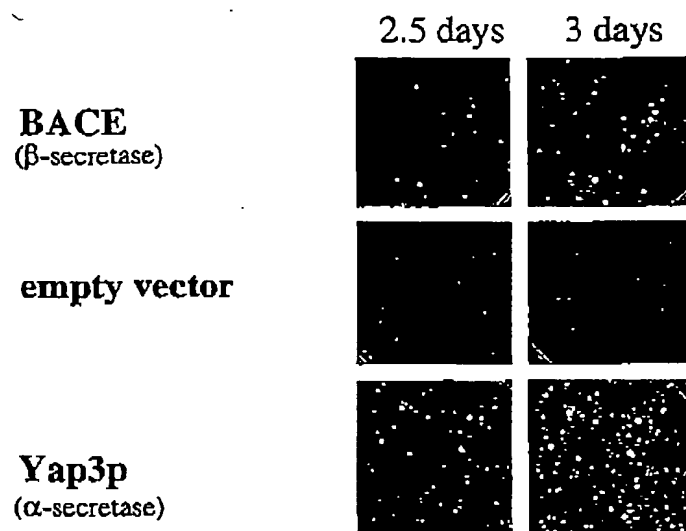 2.5 days 3 days
BACE
(β-secretase)
empty vector
Yap3p
(α-secretase)